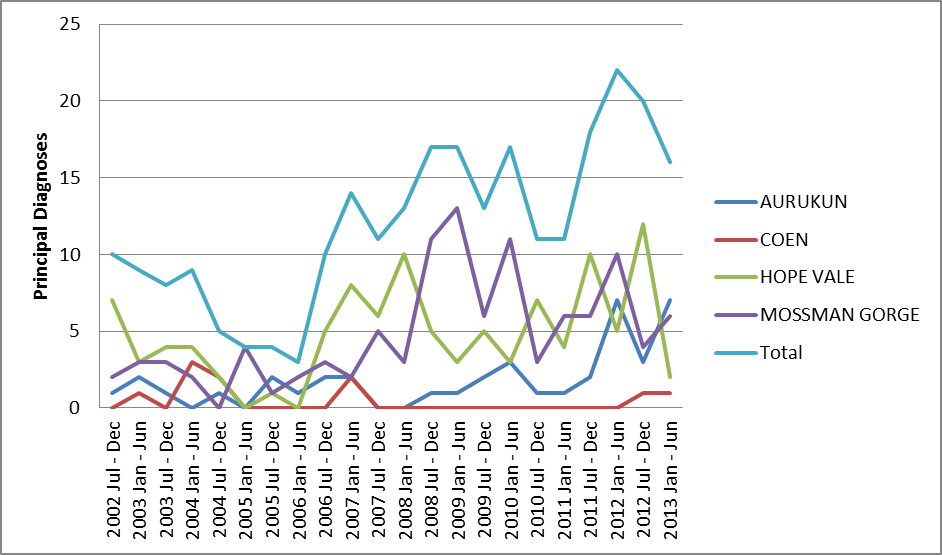 25
20
15
10
5
0
Principal Diagnoses
2002 Jul - Dec
2003 Jan - Jun
2003 Jul - Dec
2004 Jan - Jun
2004 Jul - Dec
2005 Jan - Jun
2005 Jul - Dec
2006 Jan - Jun
2006 Jul - Dec
2007 Jan - Jun
2007 Jul - Dec
2008 Jan - Jun
2008 Jul - Dec
2009 Jan - Jun
2009 Jul - Dec
2010 Jan - Jun
2010 Jul - Dec
2011 Jan - Jun
2011 Jul - Dec
2012 Jan - Jun
2012 Jul - Dec
2013 Jan - Jun
AURUKUN
COEN
HOPE VALE
MOSSMAN GORGE
Total